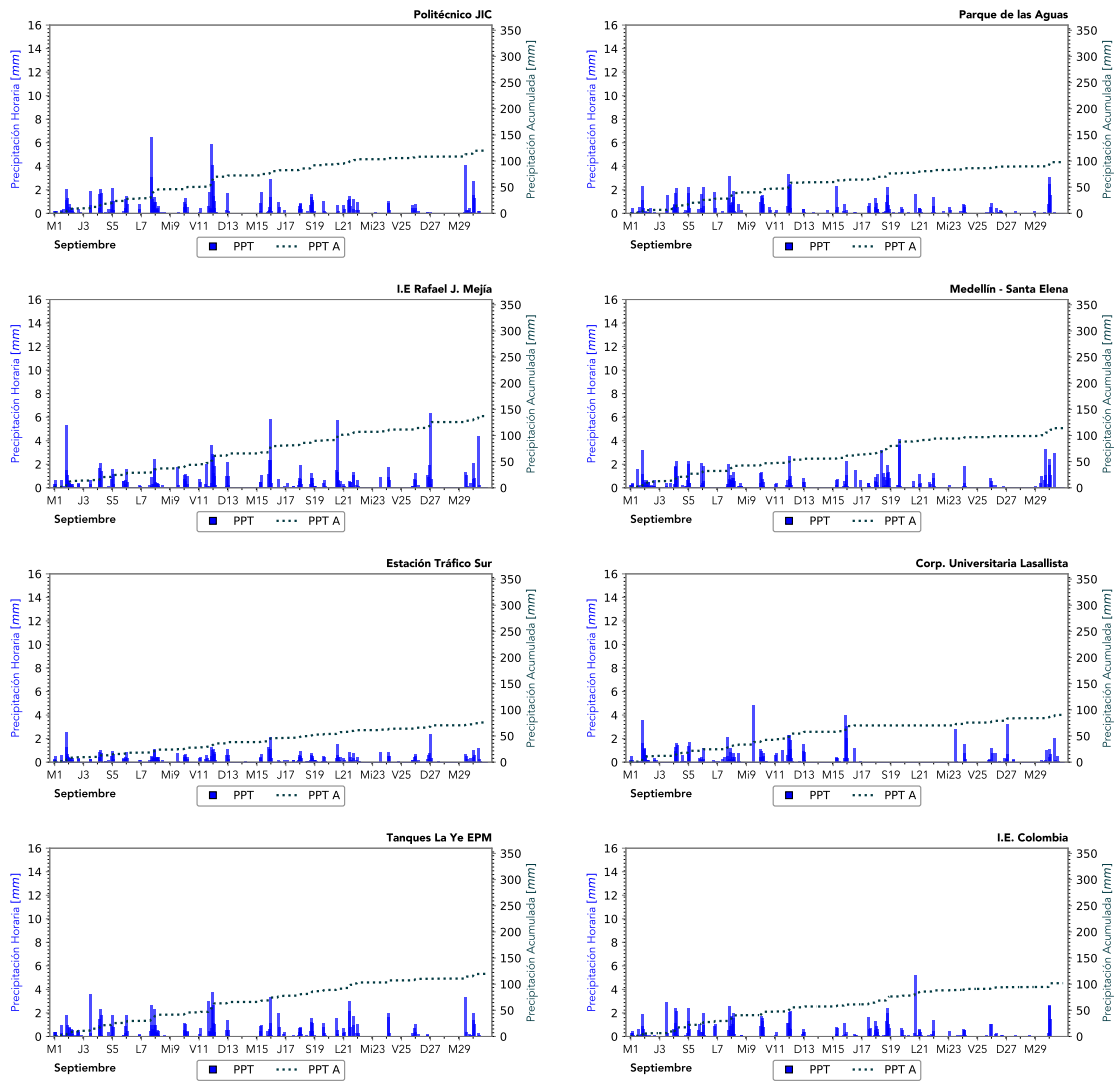 Politécnico JIC
Precipitación Horaria [mm]
16
14
12
10
8
6
4
2
0
350
300
250
200
150
100
50
0
Precipitación Acumulada [mm]
M1 J3 S5 L7 Mi9 V11 D13 M15 J17 S19 L21 Mi23 V25 D27 M29
Septiembre
PPT PPT A
Parque de las Aguas
Precipitación Horaria [mm]
16
14
12
10
8
6
4
2
0
350
300
250
200
150
100
50
0
Precipitación Acumulada [mm]
M1 J3 S5 L7 Mi9 V11 D13 M15 J17 S19 L21 Mi23 V25 D27 M29
Septiembre
PPT PPT A
I.E Rafael J. Mejía
Precipitación Horaria [mm]
16
14
12
10
8
6
4
2
0
350
300
250
200
150
100
50
0
Precipitación Acumulada [mm]
M1 J3 S5 L7 Mi9 V11 D13 M15 J17 S19 L21 Mi23 V25 D27 M29
Septiembre
PPT PPT A
Medellín - Santa Elena
Precipitación Horaria [mm]
16
14
12
10
8
6
4
2
0
350
300
250
200
150
100
50
0
Precipitación Acumulada [mm]
M1 J3 S5 L7 Mi9 V11 D13 M15 J17 S19 L21 Mi23 V25 D27 M29
Septiembre
PPT PPT A
Estación Tráfico Sur
Precipitación Horaria [mm]
16
14
12
10
8
6
4
2
0
350
300
250
200
150
100
50
0
Precipitación Acumulada [mm]
M1 J3 S5 L7 Mi9 V11 D13 M15 J17 S19 L21 Mi23 V25 D27 M29
Septiembre
PPT PPT A
Corp. Universitaria Lasallista
Precipitación Horaria [mm]
16
14
12
10
8
6
4
2
0
350
300
250
200
150
100
50
0
Precipitación Acumulada [mm]
M1 J3 S5 L7 Mi9 V11 D13 M15 J17 S19 L21 Mi23 V25 D27 M29
Septiembre
PPT PPT A
Tanques La Ye EPM
Precipitación Horaria [mm]
16
14
12
10
8
6
4
2
0
350
300
250
200
150
100
50
0
Precipitación Acumulada [mm]
M1 J3 S5 L7 Mi9 V11 D13 M15 J17 S19 L21 Mi23 V25 D27 M29
Septiembre
PPT PPT A
I.E. Colombia
Precipitación Horaria [mm]
16
14
12
10
8
6
4
2
0
350
300
250
200
150
100
50
0
Precipitación Acumulada [mm]
M1 J3 S5 L7 Mi9 V11 D13 M15 J17 S19 L21 Mi23 V25 D27 M29
Septiembre
PPT PPT A